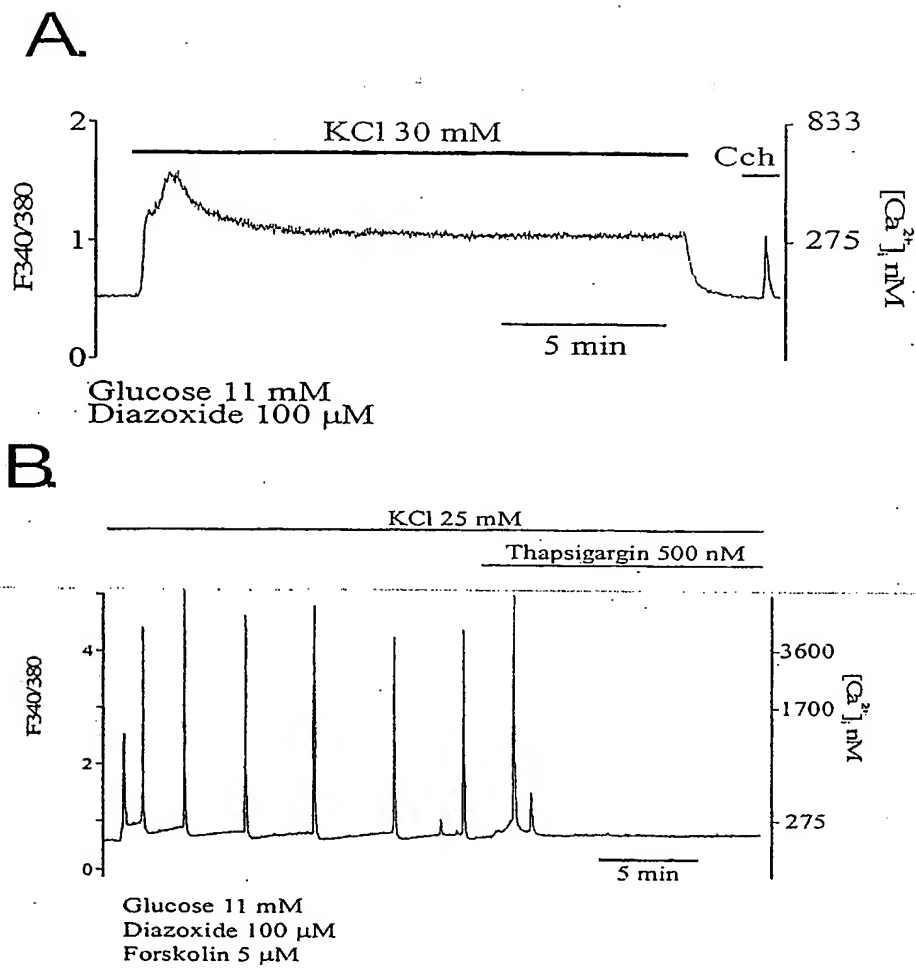 A.
KCl 30 mM
Cch
2
1
0
F340/380
833
275
[Ca²⁺]i, nM
5 min
Glucose 11 mM
Diazoxide 100 µM
B.
KCl 25 mM
Thapsigargin 500 nM
4
2
1
0
F340/380
3600
1700
275
[Ca²⁺]i, nM
5 min
Glucose 11 mM
Diazoxide 100 µM
Forskolin 5 µM